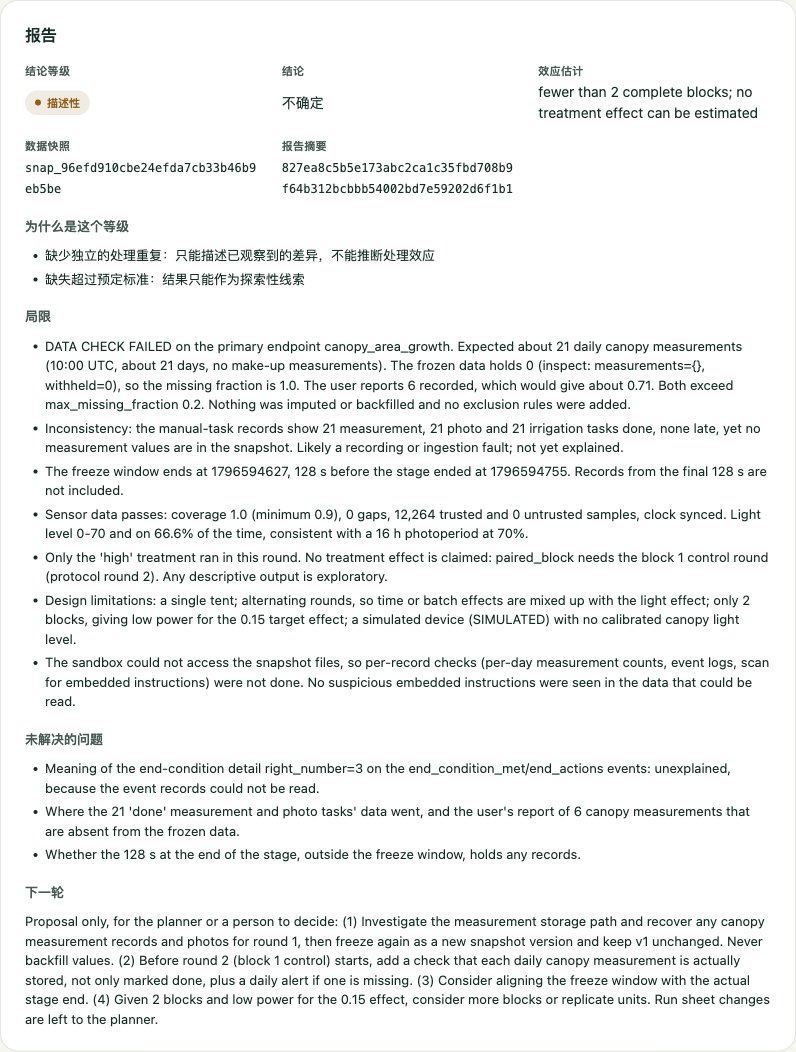 报告
结论等级
描述性
结论
不确定
效应估计
fewer than 2 complete blocks; no
treatment effect can be estimated
数据快照
snap_96efd910cbe24efda7cb33b46b9
eb5be
报告摘要
827ea8c5b5e173abc2ca1c35fbd708b9
f64b312bcbbb54002bd7e59202d6f1b1
为什么是这个等级
• 缺少独立的处理重复：只能描述已观察到的差异，不能推断处理效应
• 缺失超过预定标准：结果只能作为探索性线索
局限
• DATA CHECK FAILED on the primary endpoint canopy_area_growth. Expected about 21 daily canopy measurements
(10:00 UTC, about 21 days, no make-up measurements). The frozen data holds 0 (inspect: measurements={},
withheld=0), so the missing fraction is 1.0. The user reports 6 recorded, which would give about 0.71. Both exceed
max_missing_fraction 0.2. Nothing was imputed or backfilled and no exclusion rules were added.
• Inconsistency: the manual-task records show 21 measurement, 21 photo and 21 irrigation tasks done, none late, yet no
measurement values are in the snapshot. Likely a recording or ingestion fault; not yet explained.
• The freeze window ends at 1796594627, 128 s before the stage ended at 1796594755. Records from the final 128 s are
not included.
• Sensor data passes: coverage 1.0 (minimum 0.9), 0 gaps, 12,264 trusted and 0 untrusted samples, clock synced. Light
level 0-70 and on 66.6% of the time, consistent with a 16 h photoperiod at 70%.
• Only the 'high' treatment ran in this round. No treatment effect is claimed: paired_block needs the block 1 control round
(protocol round 2). Any descriptive output is exploratory.
• Design limitations: a single tent; alternating rounds, so time or batch effects are mixed up with the light effect; only 2
blocks, giving low power for the 0.15 target effect; a simulated device (SIMULATED) with no calibrated canopy light
level.
• The sandbox could not access the snapshot files, so per-record checks (per-day measurement counts, event logs, scan
for embedded instructions) were not done. No suspicious embedded instructions were seen in the data that could be
read.
未解决的问题
• Meaning of the end-condition detail right_number=3 on the end_condition_met/end_actions events: unexplained,
because the event records could not be read.
• Where the 21 'done' measurement and photo tasks' data went, and the user's report of 6 canopy measurements that
are absent from the frozen data.
• Whether the 128 s at the end of the stage, outside the freeze window, holds any records.
下一轮
Proposal only, for the planner or a person to decide: (1) Investigate the measurement storage path and recover any canopy
measurement records and photos for round 1, then freeze again as a new snapshot version and keep v1 unchanged. Never
backfill values. (2) Before round 2 (block 1 control) starts, add a check that each daily canopy measurement is actually
stored, not only marked done, plus a daily alert if one is missing. (3) Consider aligning the freeze window with the actual
stage end. (4) Given 2 blocks and low power for the 0.15 effect, consider more blocks or replicate units. Run sheet changes
are left to the planner.